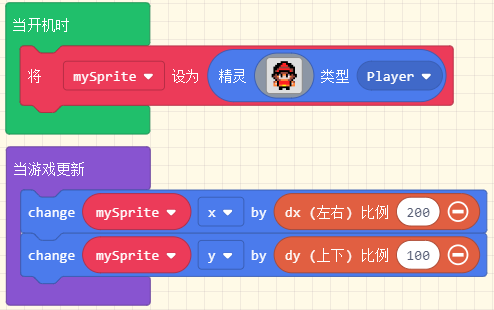 当开机时
将 mySprite 设为 精灵 类型 Player
当游戏更新
change mySprite x by dx (左右) 比例 200
change mySprite y by dy (上下) 比例 100